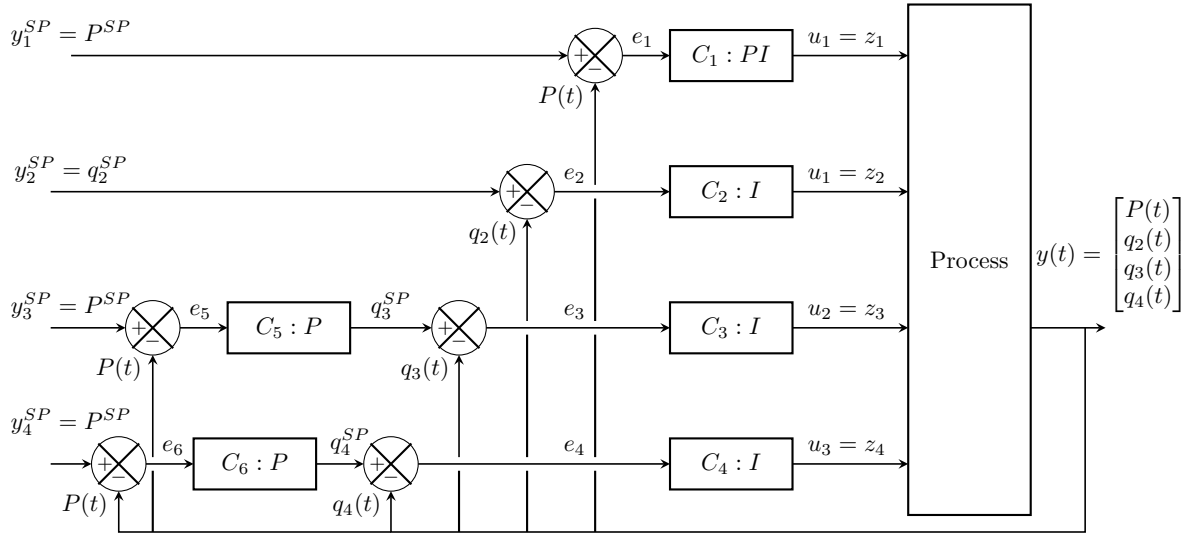 y_1^{SP} = P^{SP}
+
−
P(t)
e_1
C_1 : PI
u_1 = z_1
y_2^{SP} = q_2^{SP}
+
−
q_2(t)
e_2
C_2 : I
u_1 = z_2
Process
y(t) = [P(t)
q_2(t)
q_3(t)
q_4(t)]
y_3^{SP} = P^{SP}
+
−
P(t)
e_5
C_5 : P
q_3^{SP}
+
−
q_3(t)
e_3
C_3 : I
u_2 = z_3
y_4^{SP} = P^{SP}
+
−
P(t)
e_6
C_6 : P
q_4^{SP}
+
−
q_4(t)
e_4
C_4 : I
u_3 = z_4